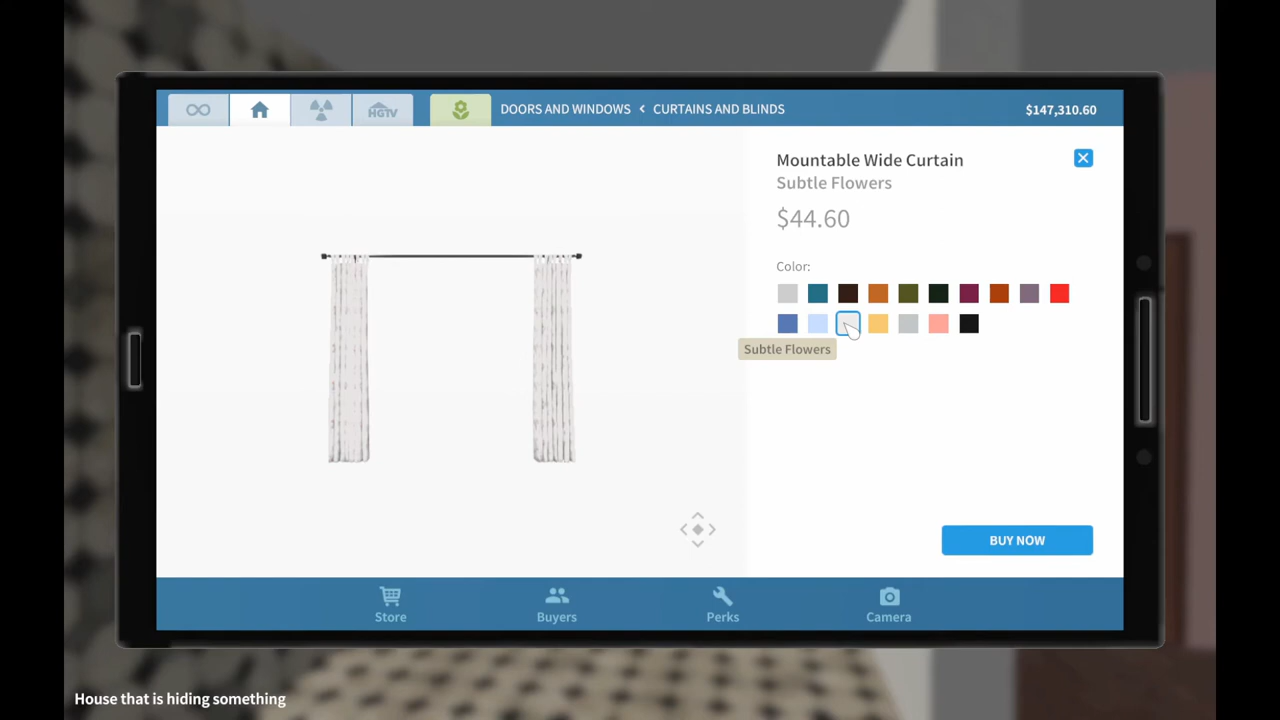 HGTV
DOORS AND WINDOWS < CURTAINS AND BLINDS
$147,310.60
Mountable Wide Curtain
Subtle Flowers
$44.60
Color:
Subtle Flowers
BUY NOW
Store
Buyers
Perks
Camera
House that is hiding something